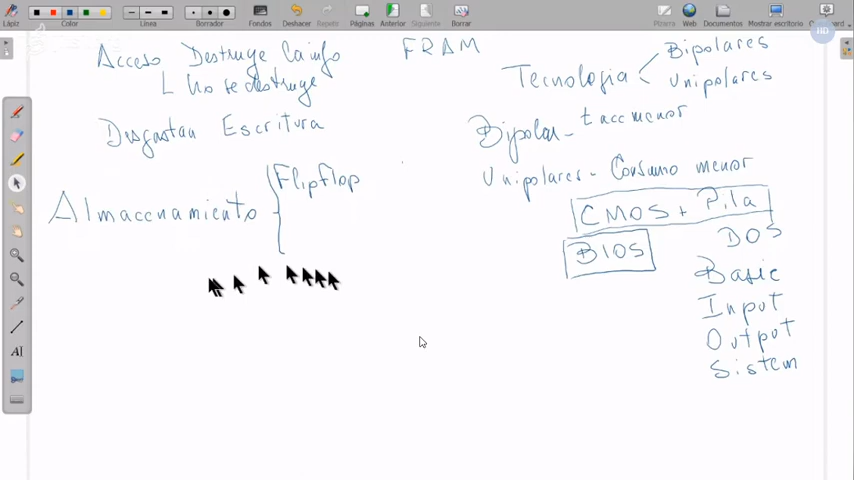 Lápiz
Color
Línea
Borrador
Fondos
Deshacer
Repetir
Páginas
Anterior
Siguiente
Borrar
Pizarra
Web
Documentos
Mostrar escritorio
Compartida
Acceso Destruye la info
L No se destruye
FRAM
Tecnologia < Bipolares
Unipolares
Desgastan Escritura
Bipolar - t acc menor
Unipolares - Consumo menor
Almacenamiento { Flipflop
CMOS + Pila
BIOS
DOS
Basic
Input
Output
Sistem